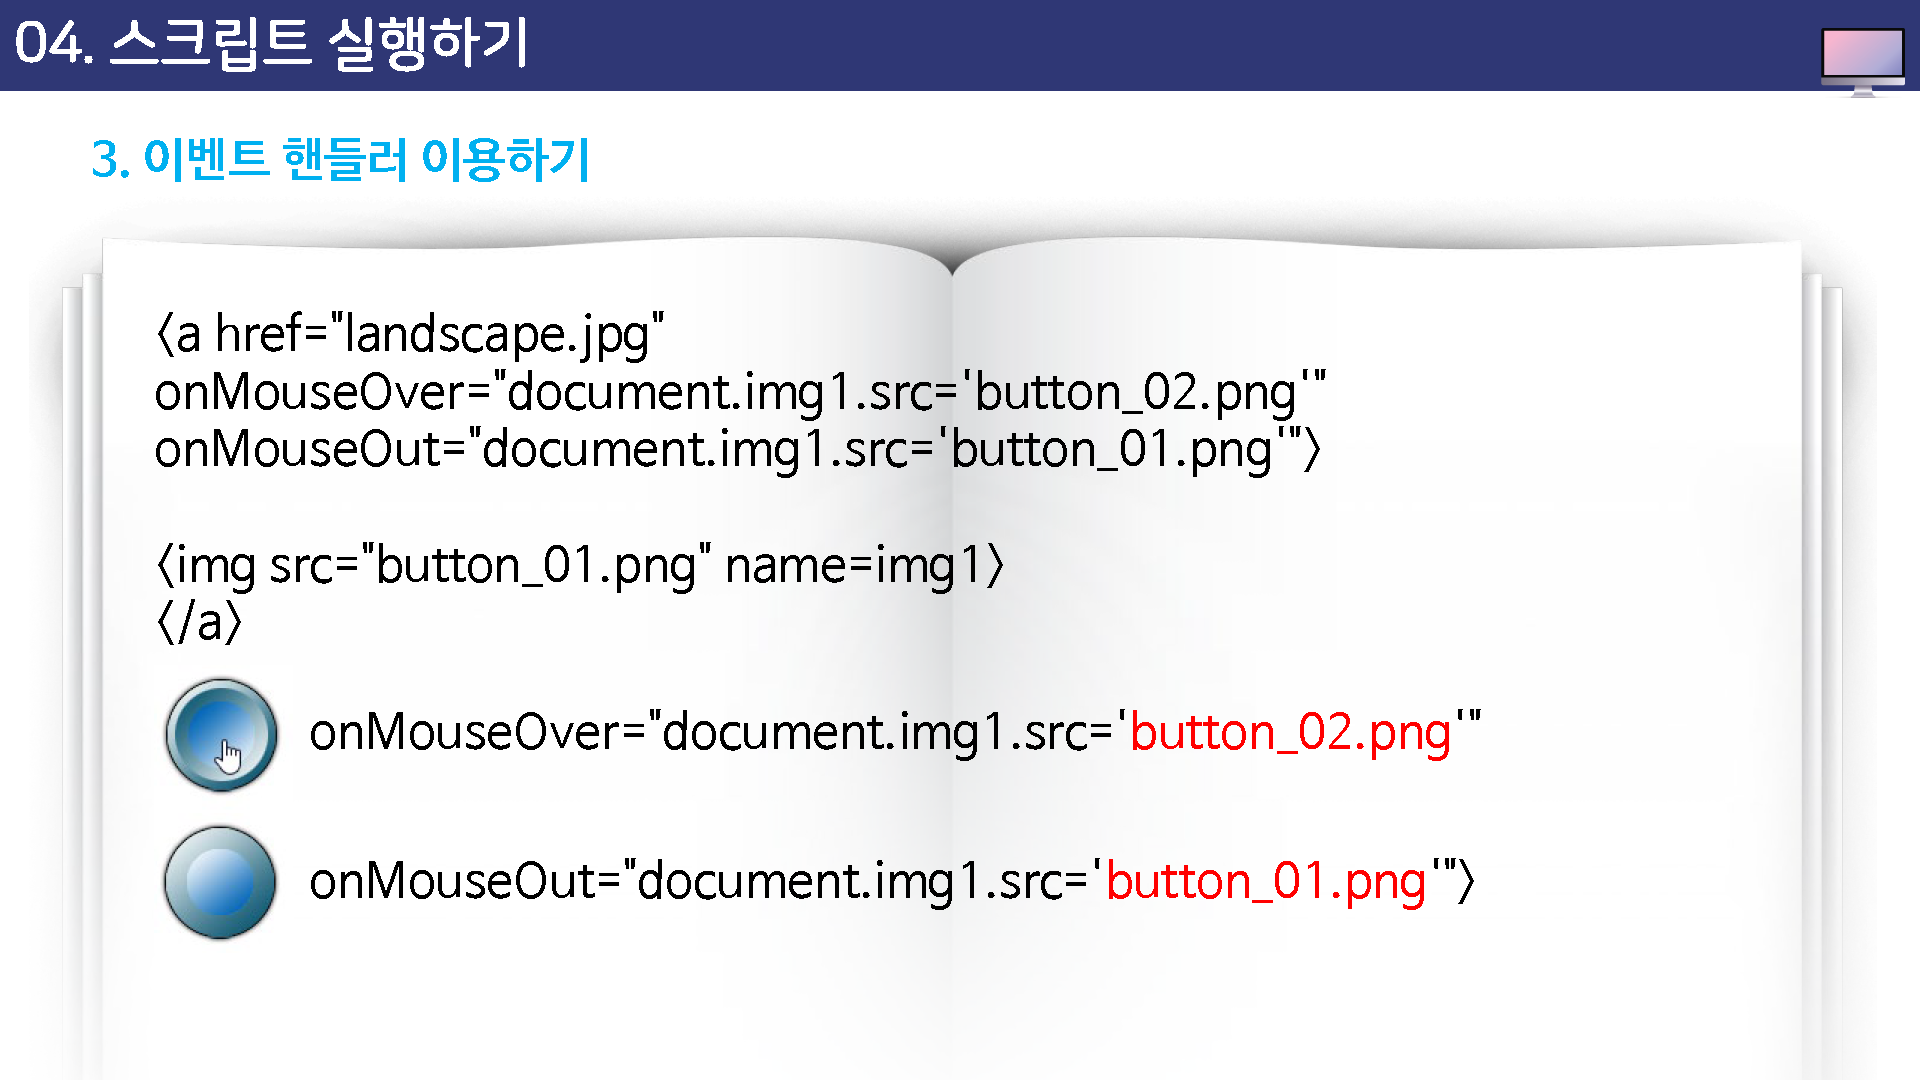 04. 스크립트 실행하기
3. 이벤트 핸들러 이용하기
<a href="landscape.jpg"
onMouseOver="document.img1.src='button_02.png'"
onMouseOut="document.img1.src='button_01.png'">
<img src="button_01.png" name=img1>
</a>
onMouseOver="document.img1.src='button_02.png'"
onMouseOut="document.img1.src='button_01.png'">